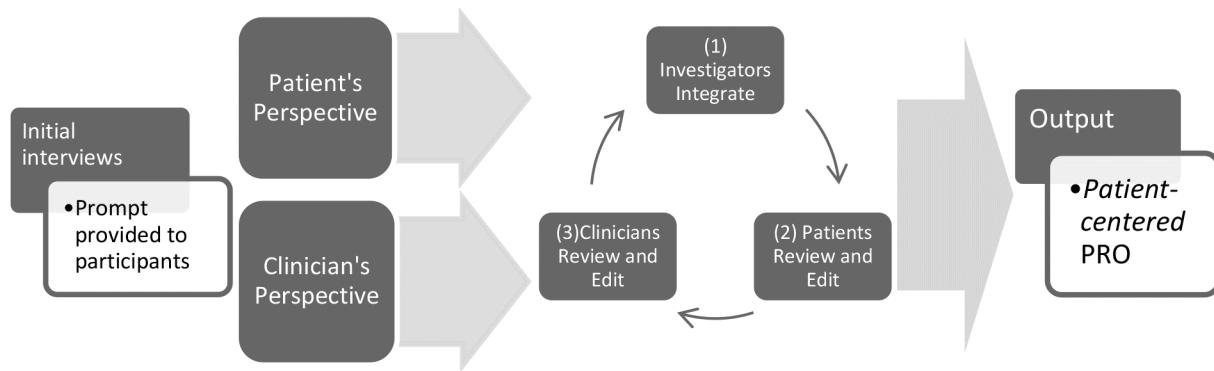 Initial
interviews
•Prompt
provided to
participants
Patient's
Perspective
Clinician's
Perspective
(1)
Investigators
Integrate
(2) Patients
Review and
Edit
(3)Clinicians
Review and
Edit
Output
•Patient-
centered
PRO